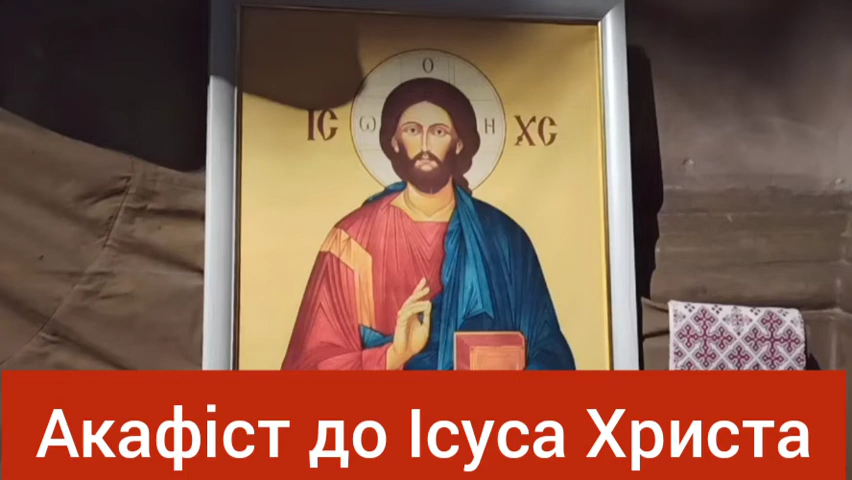 Ο
ІС ω Η ХС
Акафіст до Ісуса Христа